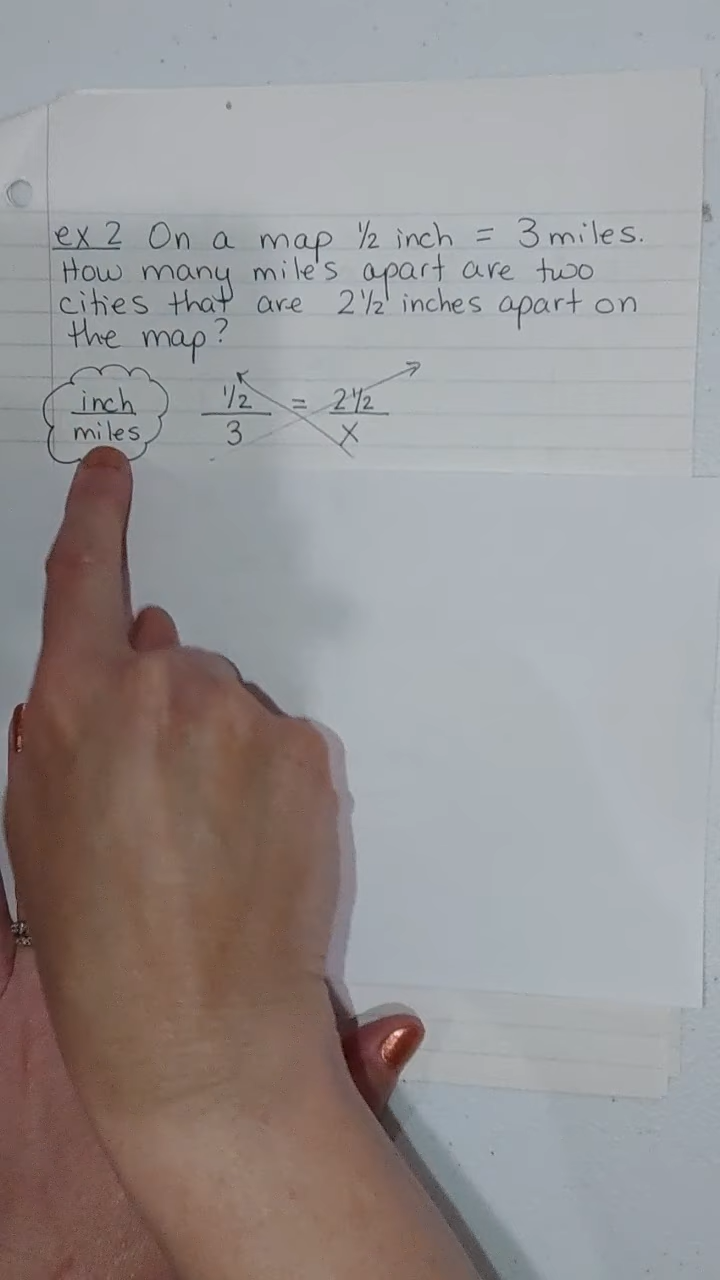 ex 2 On a map ½ inch = 3 miles.
How many miles apart are two
cities that are 2½ inches apart on
the map?
inch ½ = 2½
miles 3 X